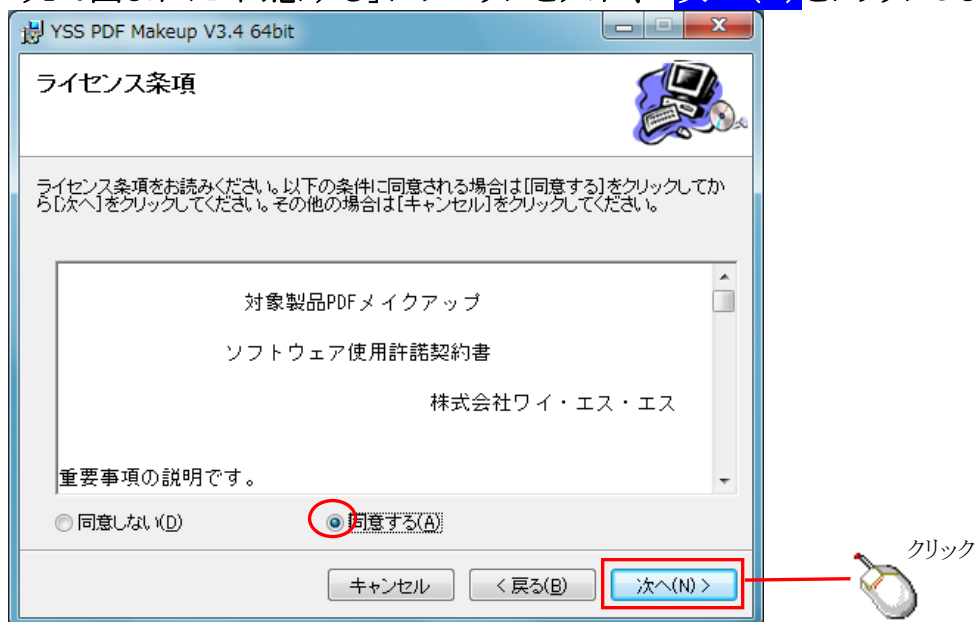 YSS PDF Makeup V3.4 64bit
ライセンス条項
ライセンス条項をお読みください。以下の条件に同意される場合は[同意する]をクリックしてか
ら[次へ]をクリックしてください。その他の場合は[キャンセル]をクリックしてください。
対象製品PDFメイクアップ
ソフトウェア使用許諾契約書
株式会社ワイ・エス・エス
重要事項の説明です。
同意しない(D)
同意する(A)
キャンセル
< 戻る(B)
次へ(N) >
クリック